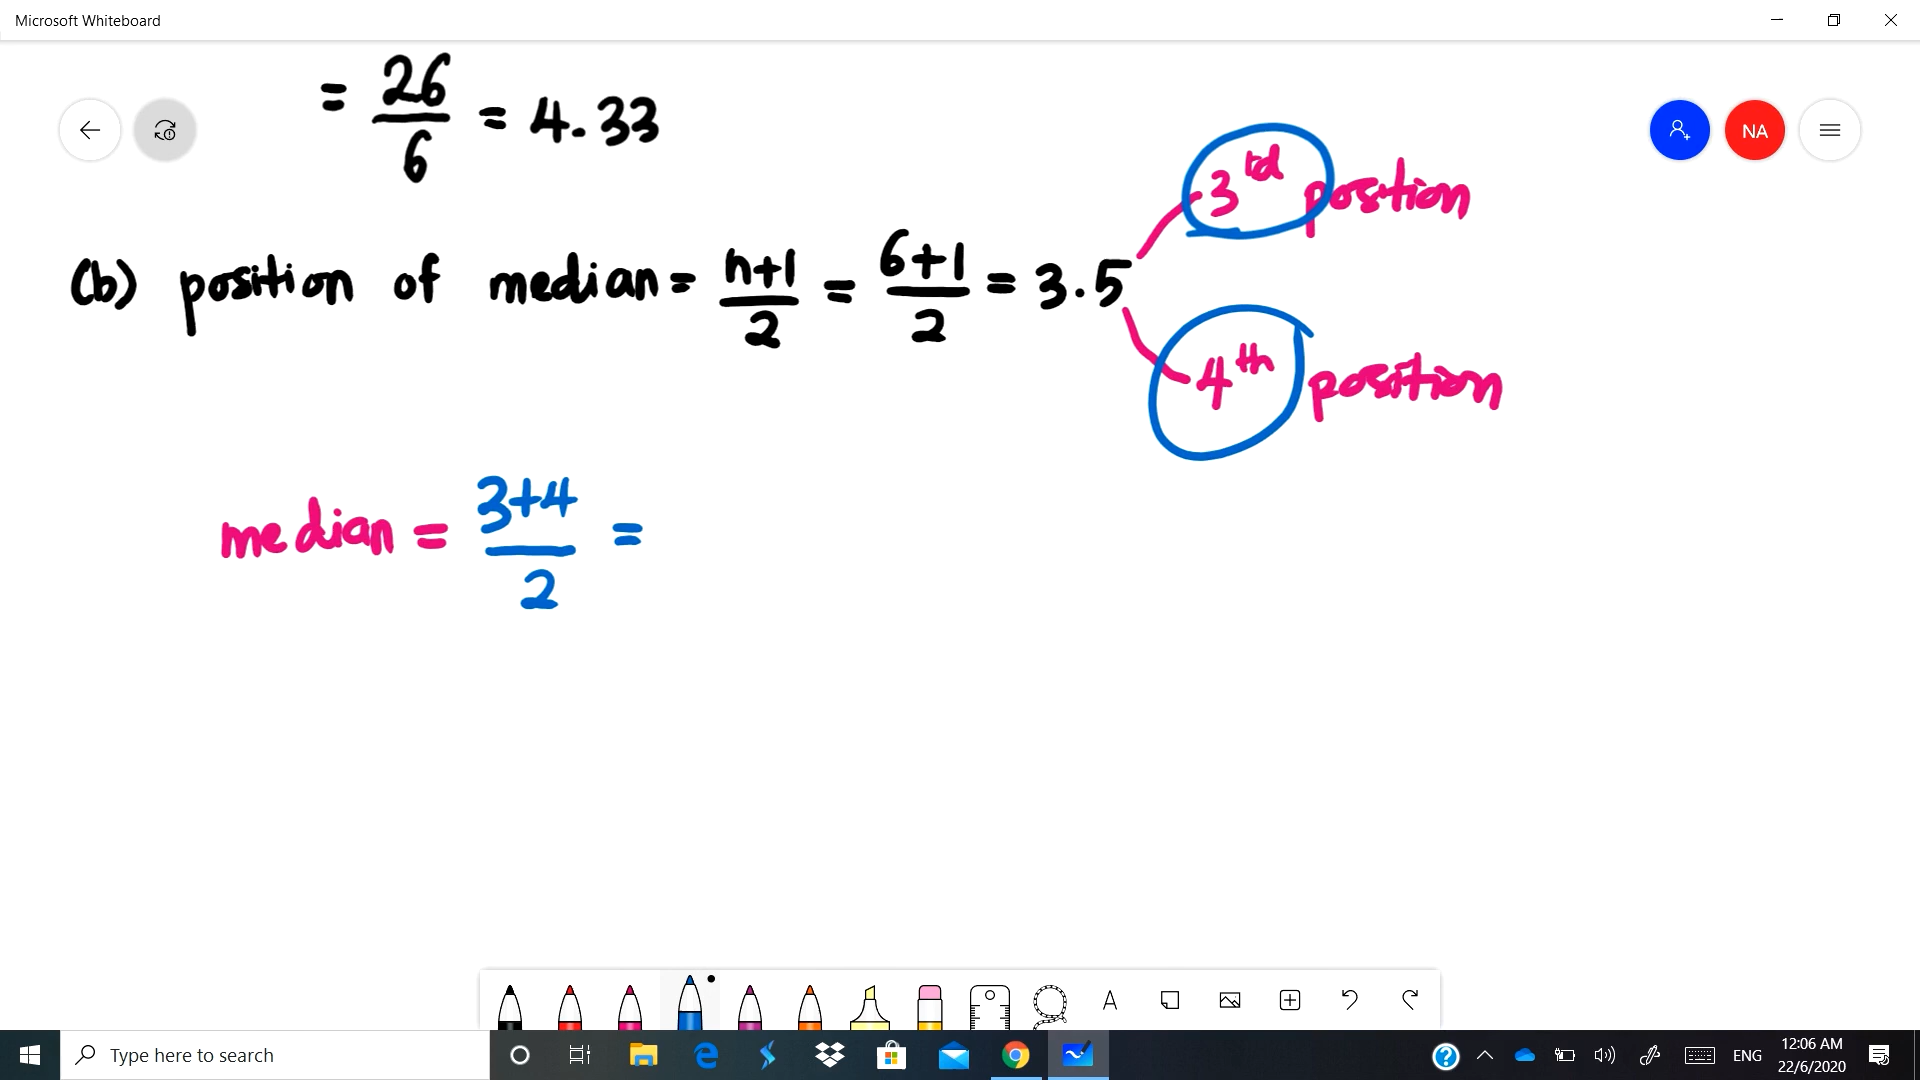 Microsoft Whiteboard
= 26/6 = 4.33
NA
3rd position
(b) position of median = n+1/2 = 6+1/2 = 3.5
4th position
median = 3+4/2 =
A
Type here to search
ENG
12:06 AM
22/6/2020